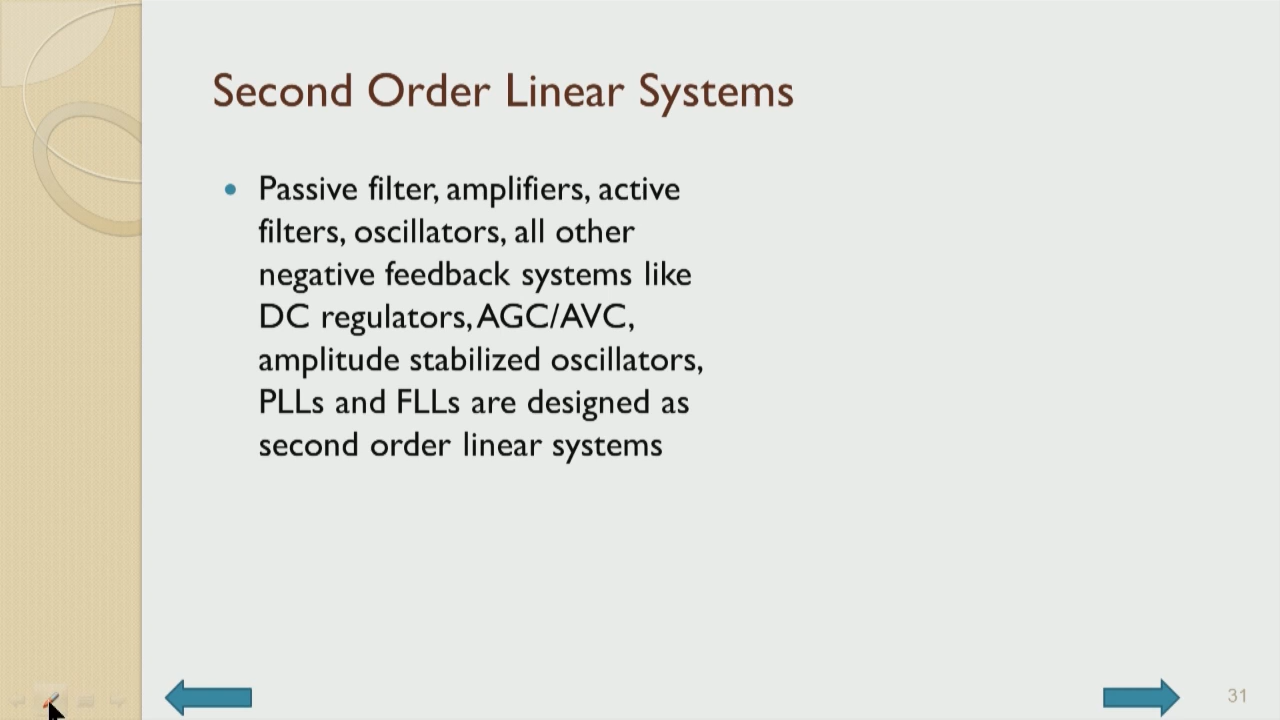 Second Order Linear Systems
• Passive filter, amplifiers, active
filters, oscillators, all other
negative feedback systems like
DC regulators, AGC/AVC,
amplitude stabilized oscillators,
PLLs and FLLs are designed as
second order linear systems
31